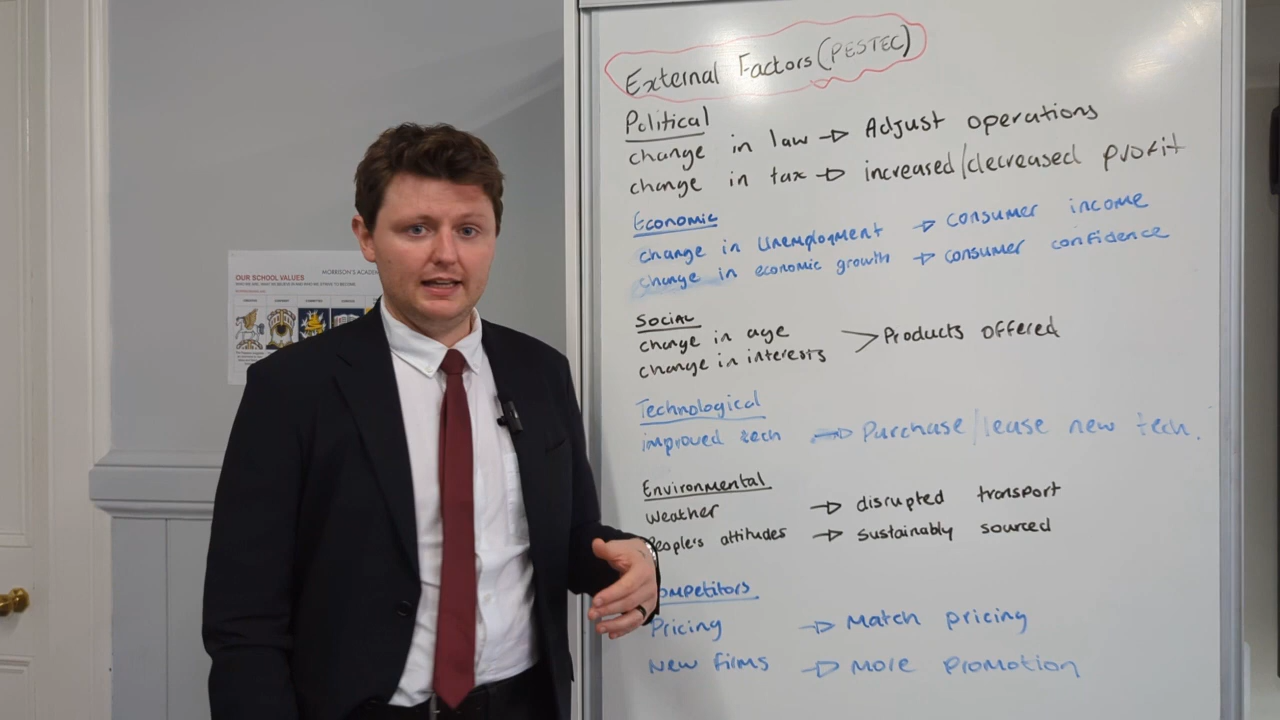 OUR SCHOOL VALUES
MORRISON'S ACADE
External Factors (PESTEC)
Political
change in law → Adjust operations
change in tax → increased/decreased profit
Economic
change in unemployment → consumer income
change in economic growth → consumer confidence
Social
change in age
change in interests > Products offered
Technological
improved tech → Purchase/lease new tech.
Environmental
Weather → disrupted transport
People's attitudes → sustainably sourced
ompetitors
Pricing → Match pricing
New films → More promotion